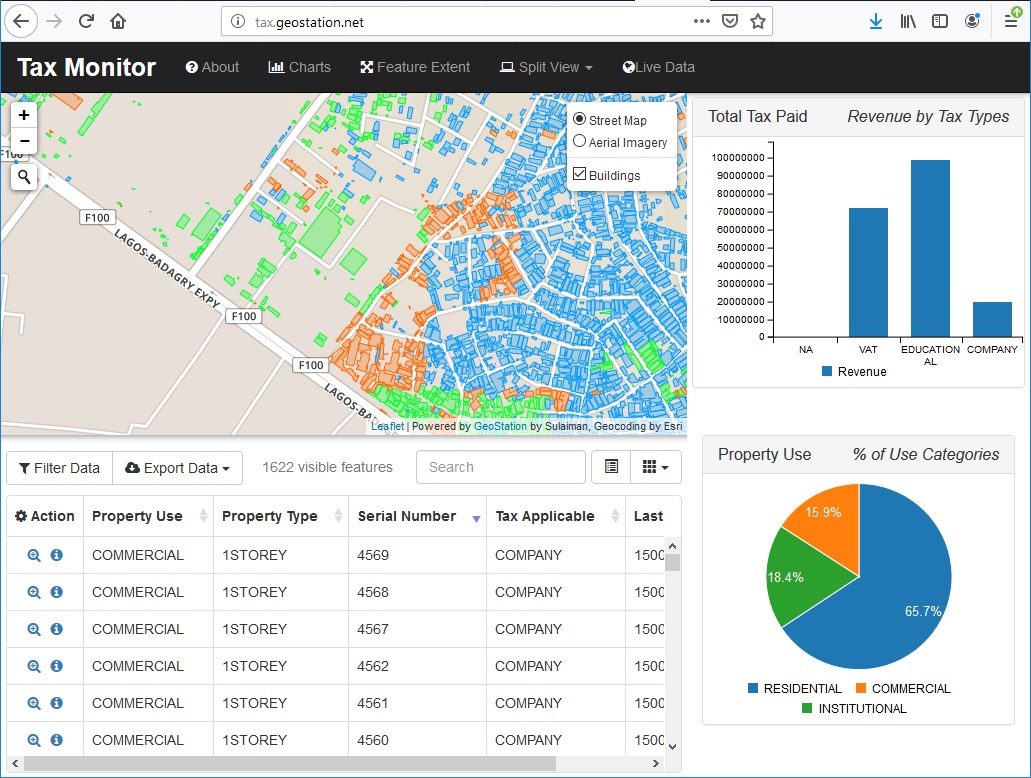 tax.geostation.net
Tax Monitor
About
Charts
Feature Extent
Split View
Live Data
+
−
F100
F100
LAGOS-BADAGRY EXPY
F100
F100
LAGOS-BA
Street Map
Aerial Imagery
Buildings
Leaflet | Powered by GeoStation by Sulaiman, Geocoding by Esri
Total Tax Paid Revenue by Tax Types
100000000
90000000
80000000
70000000
60000000
50000000
40000000
30000000
20000000
10000000
0
NA VAT EDUCATION COMPANY
AL
Revenue
Filter Data Export Data 1622 visible features Search
Action Property Use Property Type Serial Number Tax Applicable Last
COMMERCIAL 1STOREY 4569 COMPANY 1500
COMMERCIAL 1STOREY 4568 COMPANY 1500
COMMERCIAL 1STOREY 4567 COMPANY 1500
COMMERCIAL 1STOREY 4562 COMPANY 1500
COMMERCIAL 1STOREY 4561 COMPANY 1500
COMMERCIAL 1STOREY 4560 COMPANY 1500
Property Use % of Use Categories
15.9%
18.4%
65.7%
RESIDENTIAL COMMERCIAL
INSTITUTIONAL